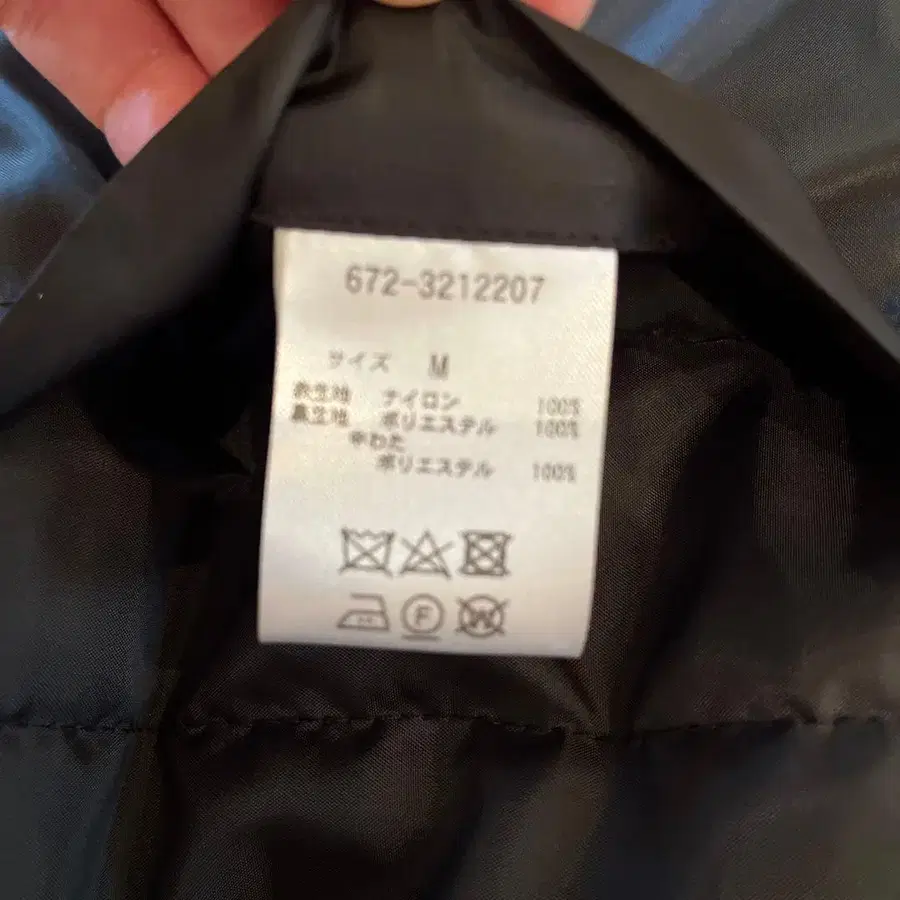 672-3212207
サイズ M
表生地 ナイロン 100%
裏生地 ポリエステル 100%
中わた
ポリエステル 100%
F
W